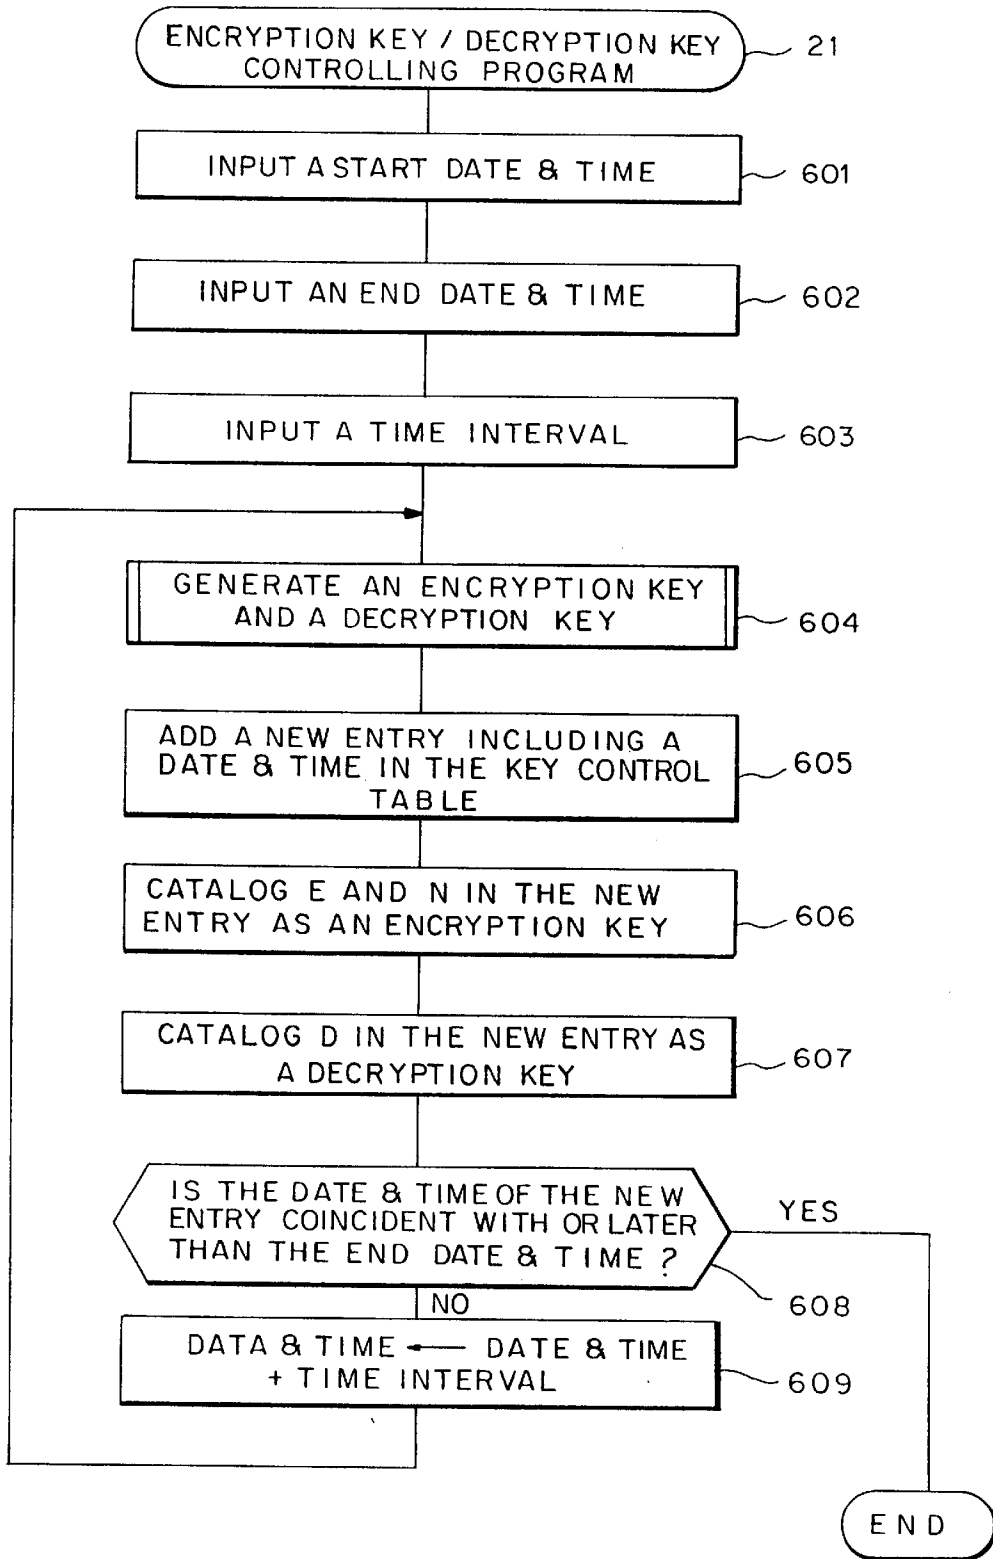 ENCRYPTION KEY / DECRYPTION KEY
CONTROLLING PROGRAM
21
INPUT A START DATE & TIME
601
INPUT AN END DATE & TIME
602
INPUT A TIME INTERVAL
603
GENERATE AN ENCRYPTION KEY
AND A DECRYPTION KEY
604
ADD A NEW ENTRY INCLUDING A
DATE & TIME IN THE KEY CONTROL
TABLE
605
CATALOG E AND N IN THE NEW
ENTRY AS AN ENCRYPTION KEY
606
CATALOG D IN THE NEW ENTRY AS
A DECRYPTION KEY
607
IS THE DATE & TIME OF THE NEW
ENTRY COINCIDENT WITH OR LATER
THAN THE END DATE & TIME ?
YES
608
NO
DATA & TIME ← DATE & TIME
+ TIME INTERVAL
609
END